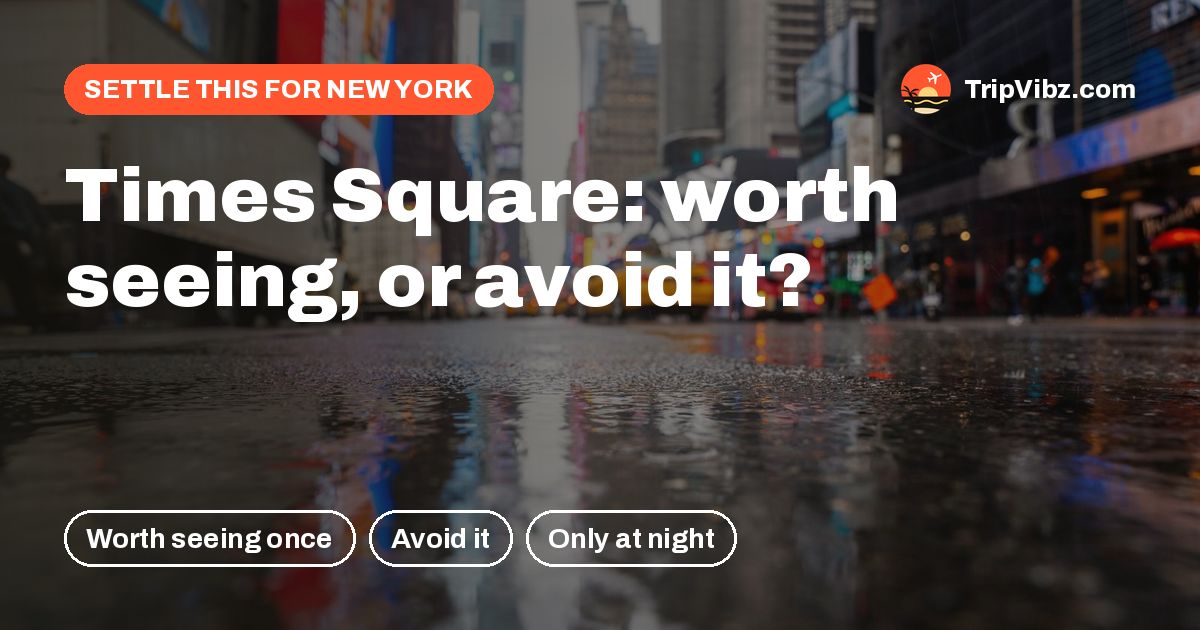 SETTLE THIS FOR NEW YORK
TripVibz.com
Times Square: worth
seeing, or avoid it?
Worth seeing once
Avoid it
Only at night